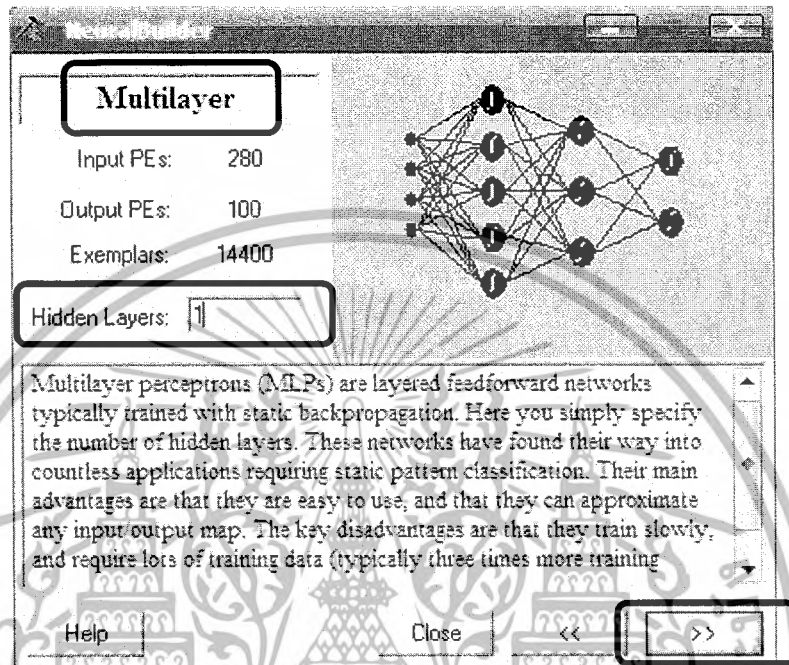 NeuralBuilder
Multilayer
Input PEs: 280
Output PEs: 100
Exemplars: 14400
Hidden Layers: 1
Multilayer perceptrons (MLPs) are layered feedforward networks
typically trained with static backpropagation. Here you simply specify
the number of hidden layers. These networks have found their way into
countless applications requiring static pattern classification. Their main
advantages are that they are easy to use, and that they can approximate
any input/output map. The key disadvantages are that they train slowly,
and require lots of training data (typically three times more training
Help Close << >>